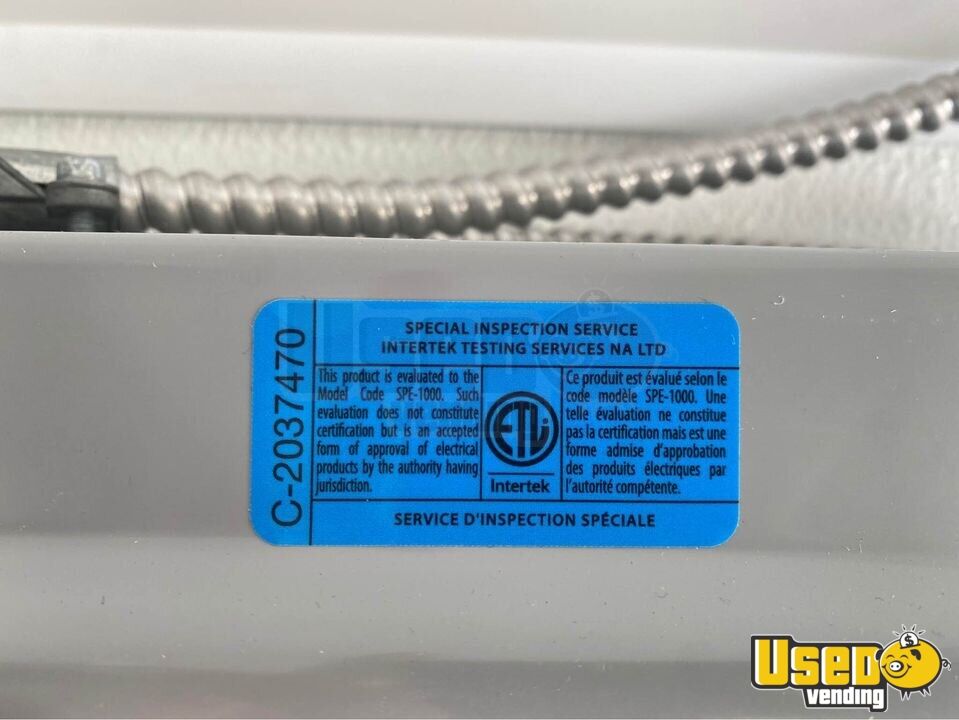 SPECIAL INSPECTION SERVICE
INTERTEK TESTING SERVICES NA LTD
C-2037470
This product is evaluated to the
Model Code SPE-1000. Such
evaluation does not constitute
certification but is an accepted
form of approval of electrical
products by the authority having
jurisdiction.
ETL
Intertek
Ce produit est évalué selon le
code modèle SPE-1000. Une
telle évaluation ne constitue
pas la certification mais est une
forme admise d'approbation
des produits électriques par
l'autorité compétente.
SERVICE D'INSPECTION SPÉCIALE
USED
vending